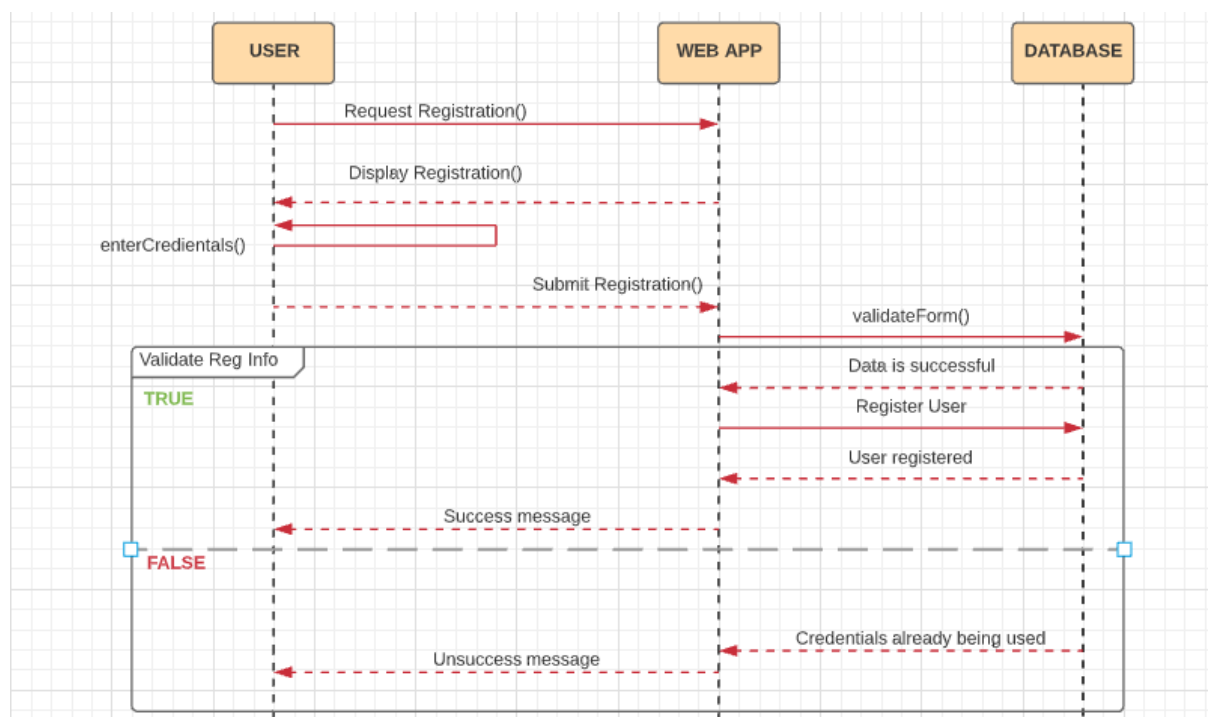 USER
WEB APP
DATABASE
Request Registration()
Display Registration()
enterCredientals()
Submit Registration()
validateForm()
Validate Reg Info
Data is successful
TRUE
Register User
User registered
Success message
FALSE
Credentials already being used
Unsuccess message